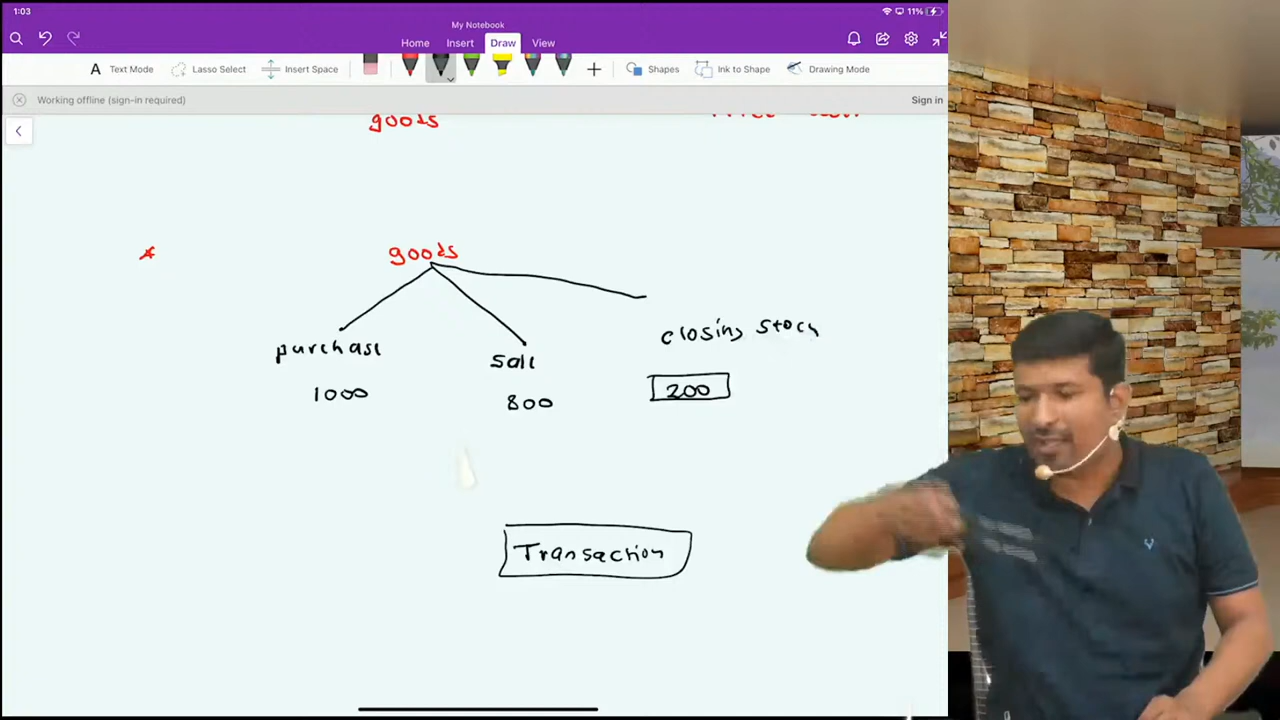 1:03
11%
My Notebook
Home Insert Draw View
Text Mode Lasso Select Insert Space Shapes Ink to Shape Drawing Mode
Working offline (sign-in required) Sign in
goods
goods
purchase sale closing stock
1000 800 200
Transaction